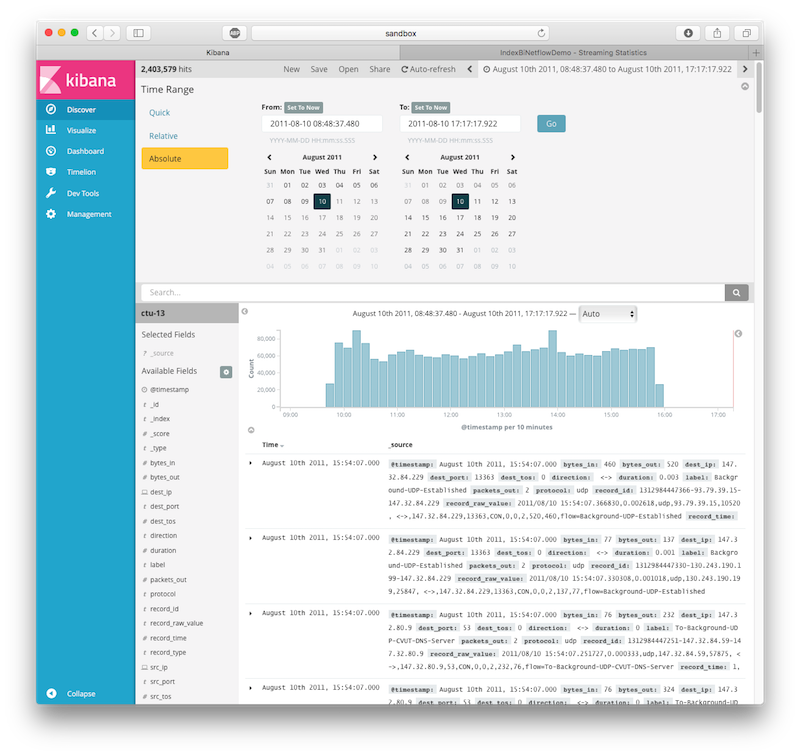 sandbox
Kibana
IndexBiNetflowDemo - Streaming Statistics
kibana
Discover
Visualize
Dashboard
Timelion
Dev Tools
Management
Collapse
2,403,579 hits
New Save Open Share Auto-refresh August 10th 2011, 08:48:37.480 to August 10th 2011, 17:17:17.922
Time Range
Quick
Relative
Absolute
From: Set To Now
2011-08-10 08:48:37.480
YYYY-MM-DD HH:mm:ss.SSS
August 2011
Sun Mon Tue Wed Thu Fri Sat
31 01 02 03 04 05 06
07 08 09 10 11 12 13
14 15 16 17 18 19 20
21 22 23 24 25 26 27
28 29 30 31 01 02 03
04 05 06 07 08 09 10
To: Set To Now
2011-08-10 17:17:17.922
YYYY-MM-DD HH:mm:ss.SSS
August 2011
Sun Mon Tue Wed Thu Fri Sat
31 01 02 03 04 05 06
07 08 09 10 11 12 13
14 15 16 17 18 19 20
21 22 23 24 25 26 27
28 29 30 31 01 02 03
04 05 06 07 08 09 10
Go
Search...
ctu-13
Selected Fields
? _source
Available Fields
@timestamp
t _id
t _index
# _score
t _type
# bytes_in
# bytes_out
dest_ip
t dest_port
# dest_tos
t direction
# duration
t label
# packets_out
t protocol
t record_id
t record_raw_value
t record_time
t record_type
src_ip
t src_port
# src_tos
August 10th 2011, 08:48:37.480 - August 10th 2011, 17:17:17.922 — Auto
Count
80,000
60,000
40,000
20,000
0
09:00 10:00 11:00 12:00 13:00 14:00 15:00 16:00 17:00
@timestamp per 10 minutes
Time _source
August 10th 2011, 15:54:07.000
@timestamp: August 10th 2011, 15:54:07.000 bytes_in: 460 bytes_out: 520 dest_ip: 147.
32.84.229 dest_port: 13363 dest_tos: 0 direction: <-> duration: 0.003 label: Backgr
ound-UDP-Established packets_out: 2 protocol: udp record_id: 1312984447366-93.79.39.15-
147.32.84.229 record_raw_value: 2011/08/10 15:54:07.366830,0.002618,udp,93.79.39.15,10520
, <->,147.32.84.229,13363,CON,0,0,2,520,460,flow=Background-UDP-Established record_time:
August 10th 2011, 15:54:07.000
@timestamp: August 10th 2011, 15:54:07.000 bytes_in: 77 bytes_out: 137 dest_ip: 147.3
2.84.229 dest_port: 13363 dest_tos: 0 direction: <-> duration: 0.001 label: Backgro
und-UDP-Established packets_out: 2 protocol: udp record_id: 1312984447330-130.243.190.1
99-147.32.84.229 record_raw_value: 2011/08/10 15:54:07.330308,0.001018,udp,130.243.190.19
9,25847, <->,147.32.84.229,13363,CON,0,0,2,137,77,flow=Background-UDP-Established
August 10th 2011, 15:54:07.000
@timestamp: August 10th 2011, 15:54:07.000 bytes_in: 76 bytes_out: 232 dest_ip: 147.3
2.80.9 dest_port: 53 dest_tos: 0 direction: <-> duration: 0 label: To-Background-UD
P-CVUT-DNS-Server packets_out: 2 protocol: udp record_id: 1312984447251-147.32.84.59-14
7.32.80.9 record_raw_value: 2011/08/10 15:54:07.251727,0.000333,udp,147.32.84.59,57875, <
->,147.32.80.9,53,CON,0,0,2,232,76,flow=To-Background-UDP-CVUT-DNS-Server record_time: 1,
August 10th 2011, 15:54:07.000
@timestamp: August 10th 2011, 15:54:07.000 bytes_in: 76 bytes_out: 324 dest_ip: 147.3
2.80.9 dest_port: 53 dest_tos: 0 direction: <-> duration: 0 label: To-Background-UD